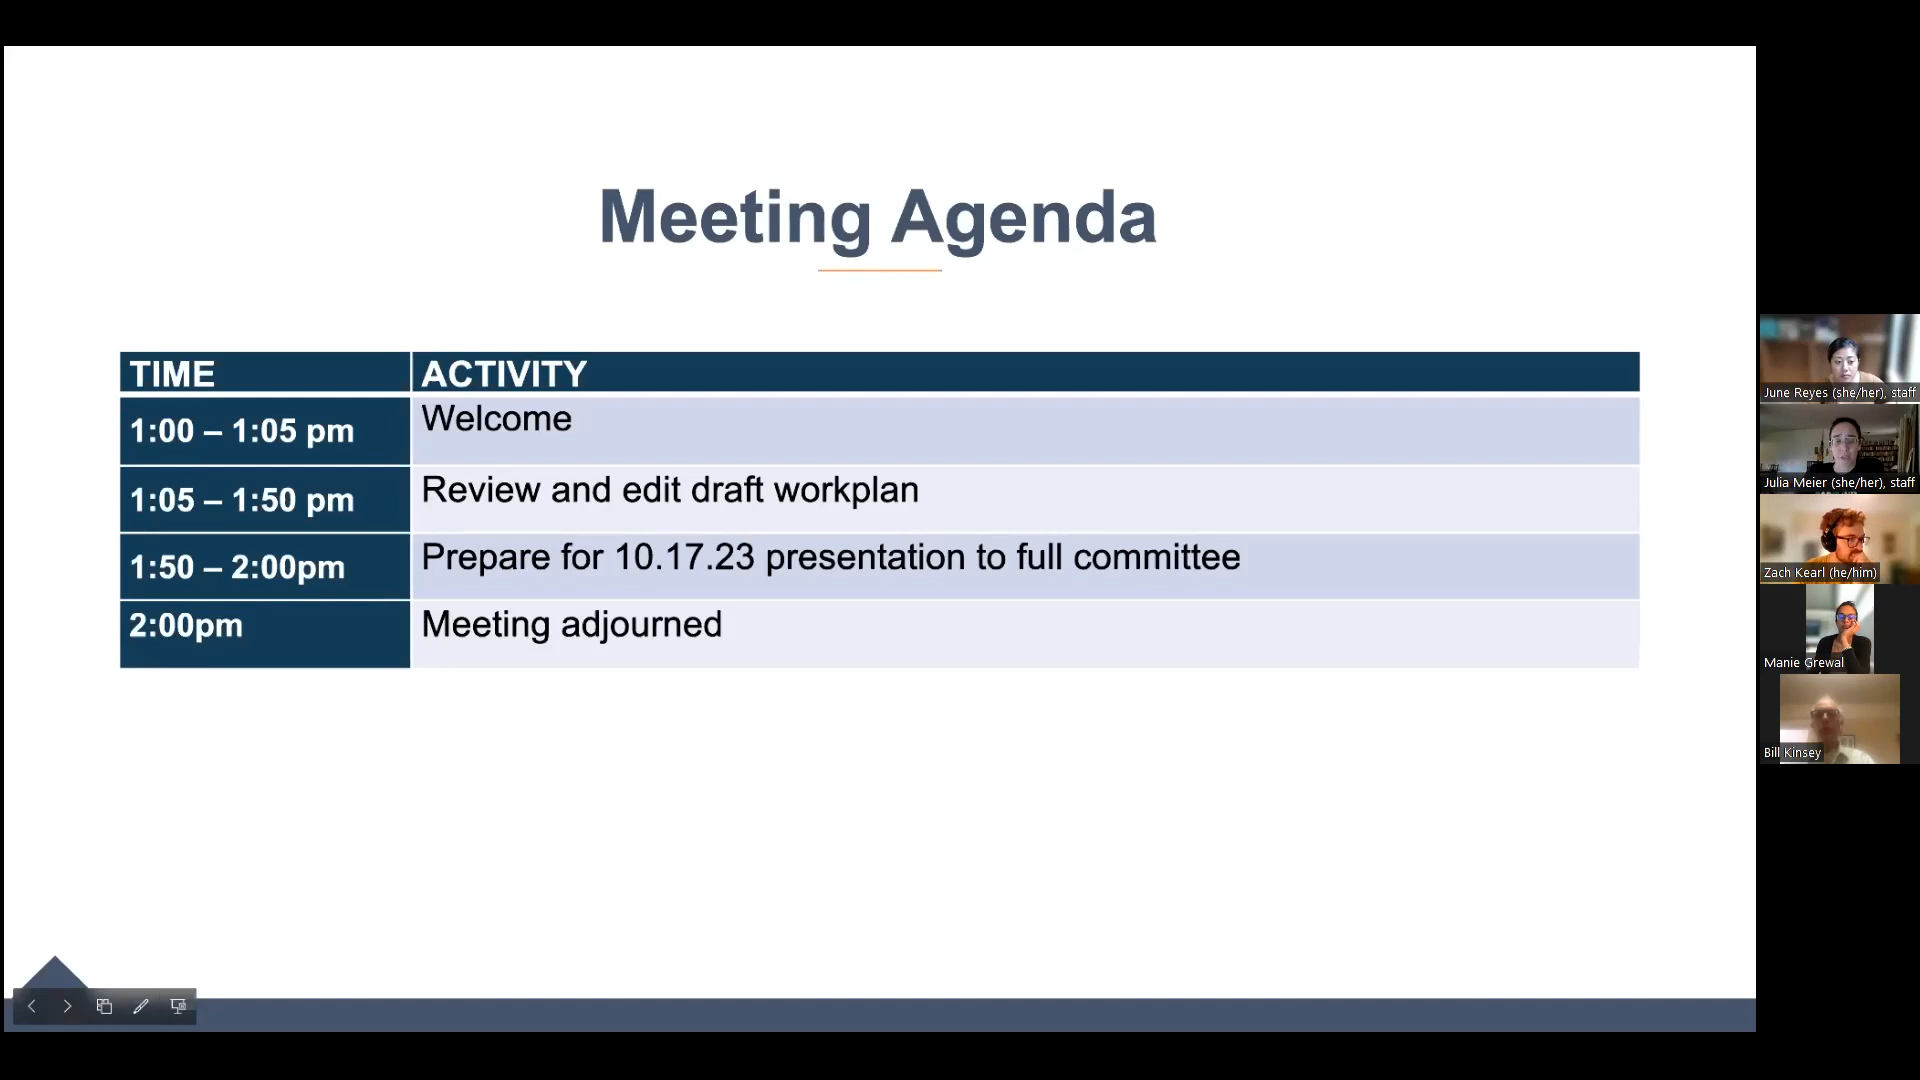 Meeting Agenda
TIME ACTIVITY
1:00 – 1:05 pm Welcome
1:05 – 1:50 pm Review and edit draft workplan
1:50 – 2:00pm Prepare for 10.17.23 presentation to full committee
2:00pm Meeting adjourned
June Reyes (she/her), staff
Julia Meier (she/her), staff
Zach Kearl (he/him)
Manie Grewal
Bill Kinsey